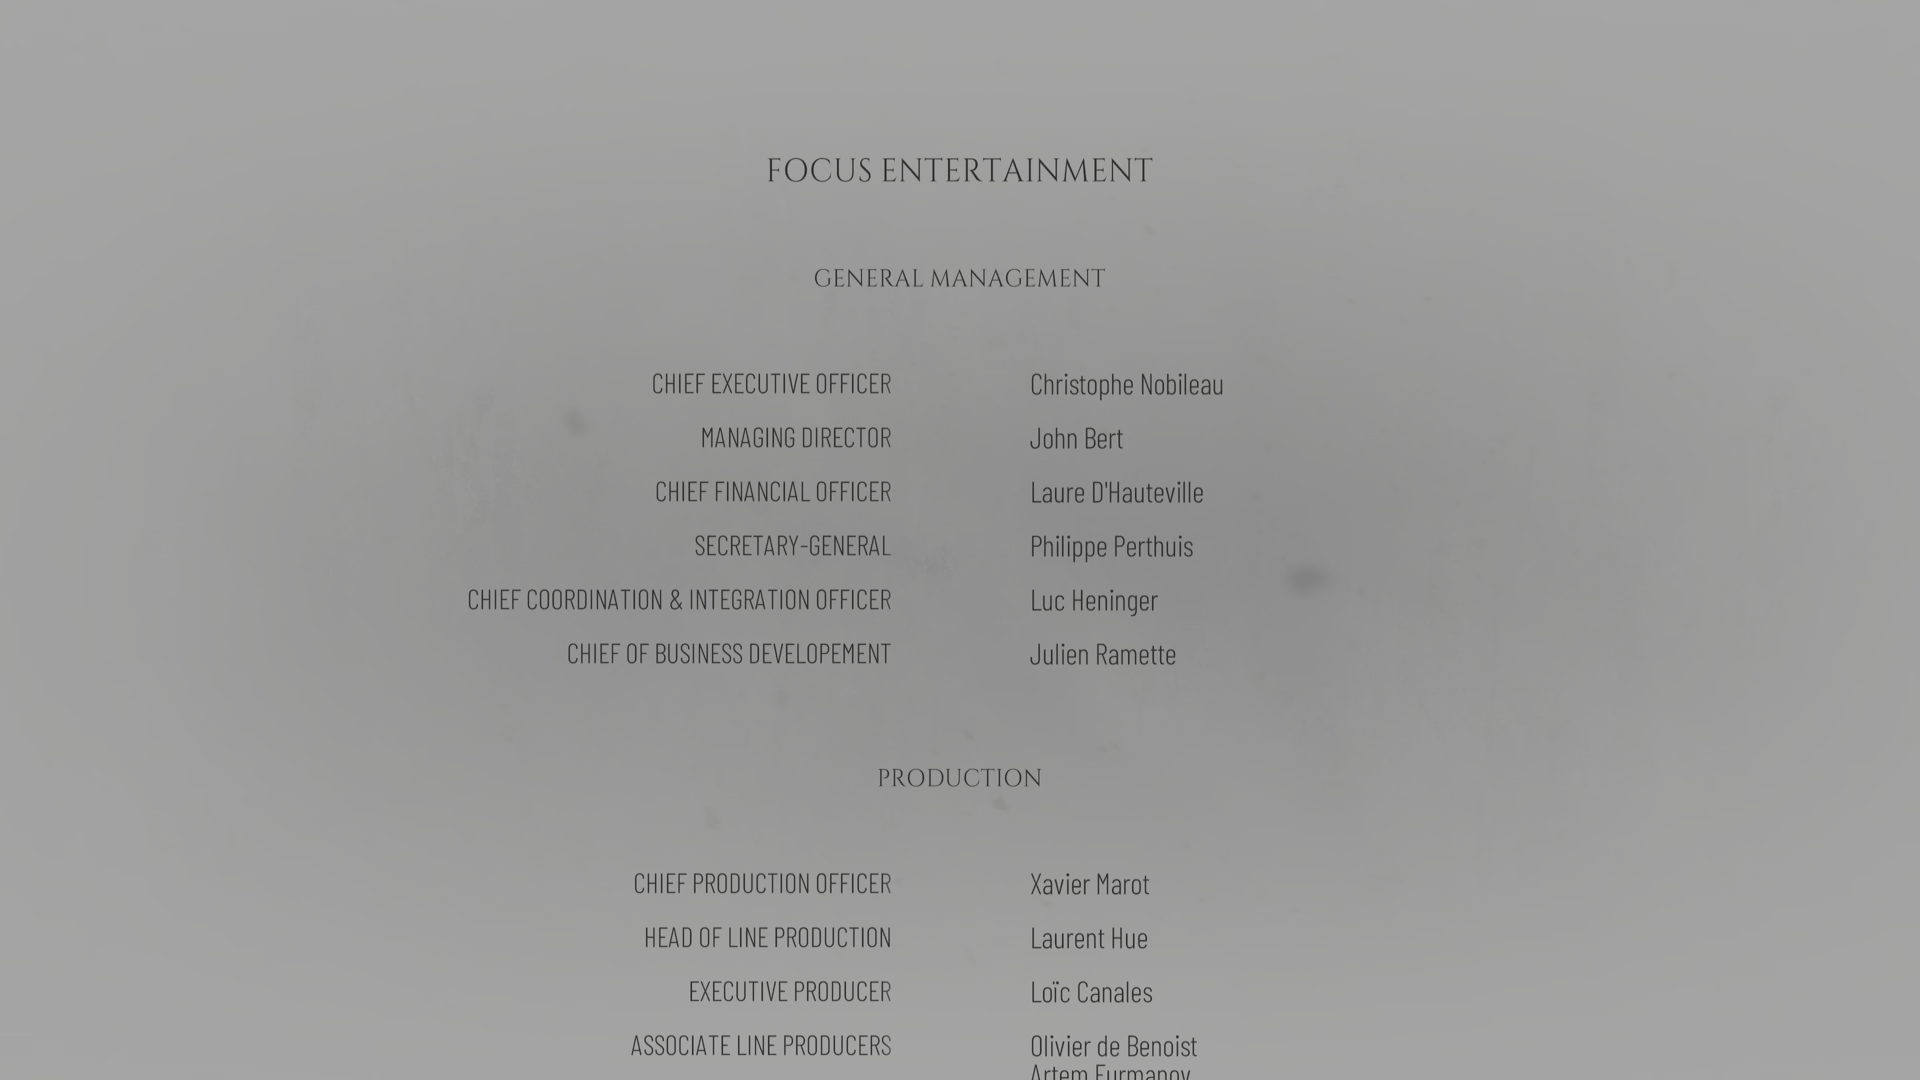 FOCUS ENTERTAINMENT
GENERAL MANAGEMENT
CHIEF EXECUTIVE OFFICER Christophe Nobileau
MANAGING DIRECTOR John Bert
CHIEF FINANCIAL OFFICER Laure D'Hauteville
SECRETARY-GENERAL Philippe Perthuis
CHIEF COORDINATION & INTEGRATION OFFICER Luc Heninger
CHIEF OF BUSINESS DEVELOPEMENT Julien Ramette
PRODUCTION
CHIEF PRODUCTION OFFICER Xavier Marot
HEAD OF LINE PRODUCTION Laurent Hue
EXECUTIVE PRODUCER Loïc Canales
ASSOCIATE LINE PRODUCERS Olivier de Benoist
Artem Furmanov